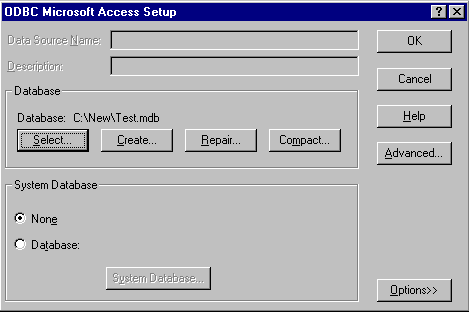 ODBC Microsoft Access Setup
Data Source Name:
OK
Description:
Cancel
Database
Database: C:\New\Test.mdb
Help
Select... Create... Repair... Compact...
Advanced...
System Database
None
Database:
System Database...
Options>>